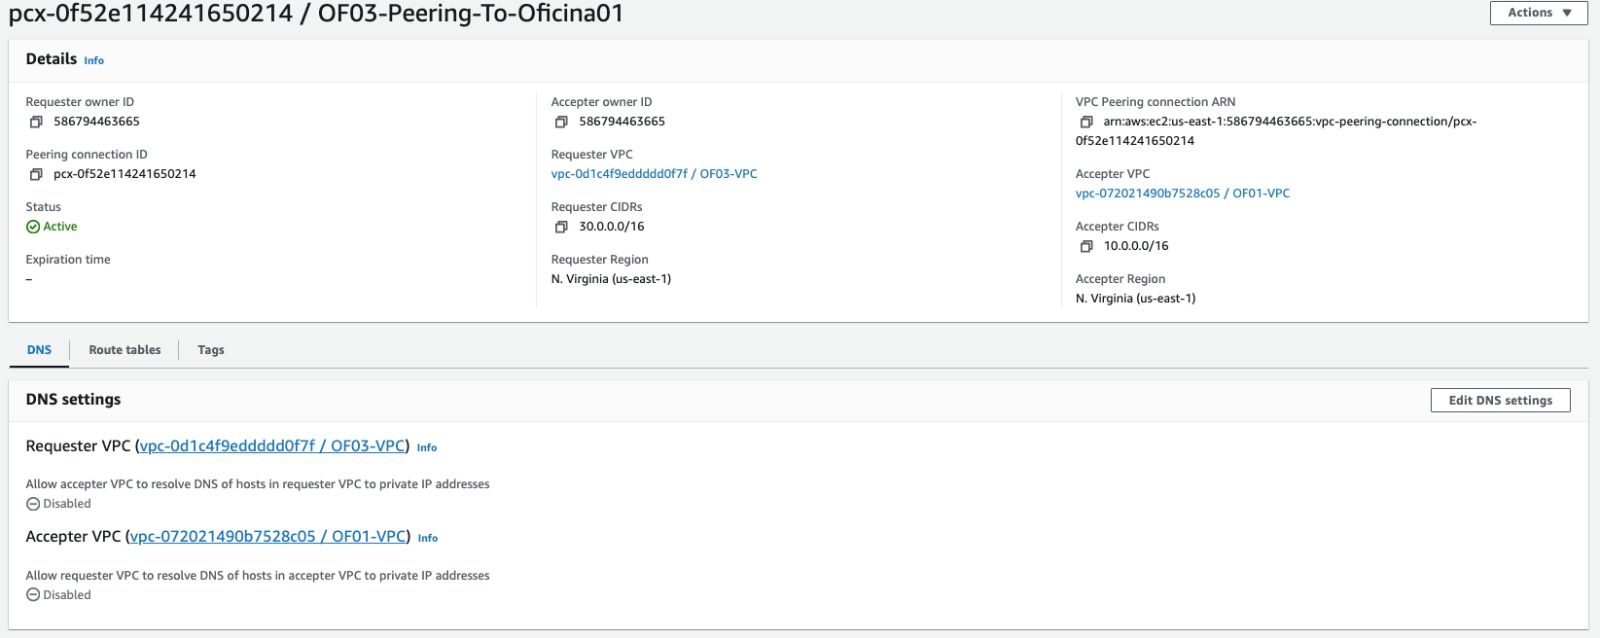 pcx-0f52e114241650214 / OF03-Peering-To-Oficina01
Actions
Details Info
Requester owner ID
586794463665
Peering connection ID
pcx-0f52e114241650214
Status
Active
Expiration time
–
Accepter owner ID
586794463665
Requester VPC
vpc-0d1c4f9eddddd0f7f / OF03-VPC
Requester CIDRs
30.0.0.0/16
Requester Region
N. Virginia (us-east-1)
VPC Peering connection ARN
arn:aws:ec2:us-east-1:586794463665:vpc-peering-connection/pcx-
0f52e114241650214
Accepter VPC
vpc-072021490b7528c05 / OF01-VPC
Accepter CIDRs
10.0.0.0/16
Accepter Region
N. Virginia (us-east-1)
DNS
Route tables
Tags
DNS settings
Edit DNS settings
Requester VPC (vpc-0d1c4f9eddddd0f7f / OF03-VPC) Info
Allow accepter VPC to resolve DNS of hosts in requester VPC to private IP addresses
Disabled
Accepter VPC (vpc-072021490b7528c05 / OF01-VPC) Info
Allow requester VPC to resolve DNS of hosts in accepter VPC to private IP addresses
Disabled